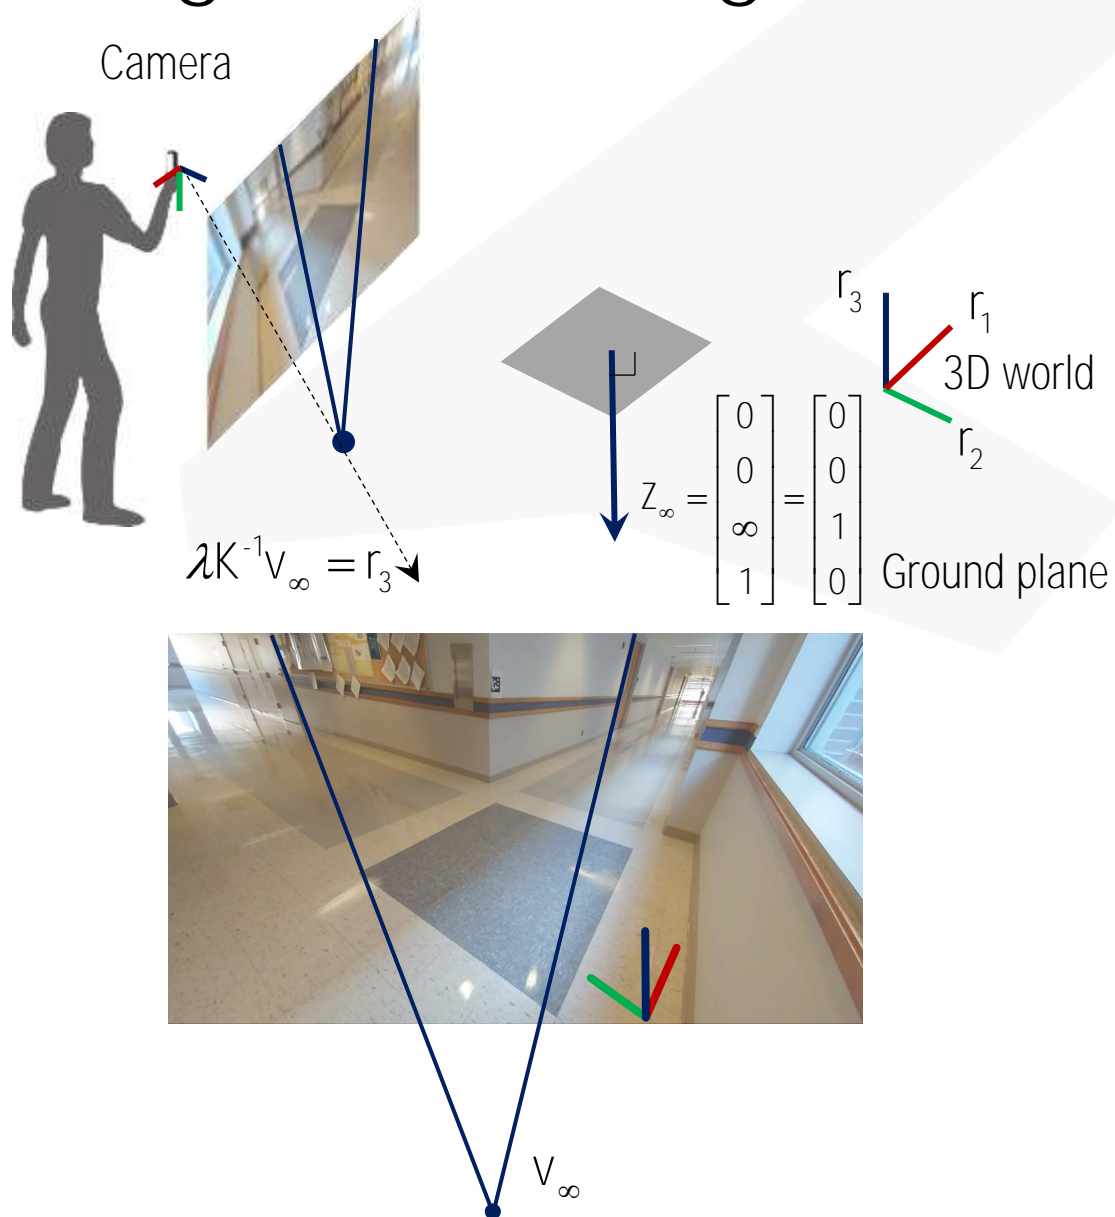 Camera
r₃
r₁
3D world
r₂
Z∞ = [0 0 ∞ 1] = [0 0 1 0]
λK⁻¹v∞ = r₃
Ground plane
v∞